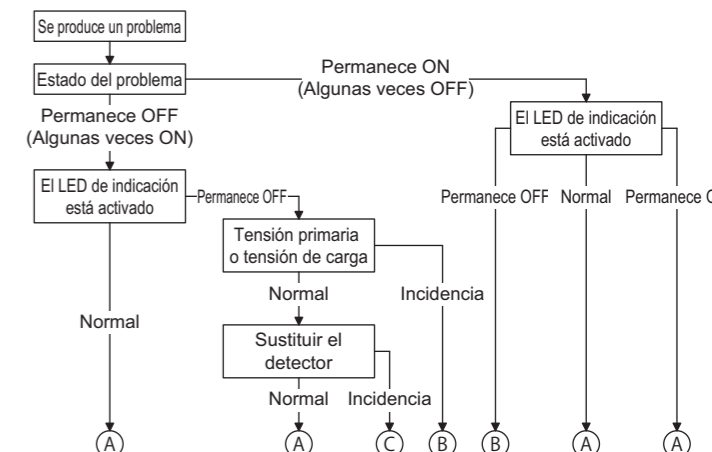 Se produce un problema
Estado del problema
Permanece ON
(Algunas veces OFF)
Permanece OFF
(Algunas veces ON)
El LED de indicación
está activado
El LED de indicación
está activado
Permanece OFF
Permanece OFF
Normal
Permanece
Tensión primaria
o tensión de carga
Normal
Incidencia
Normal
Sustituir el
detector
Normal
Incidencia
A
A
C
B
B
A
A